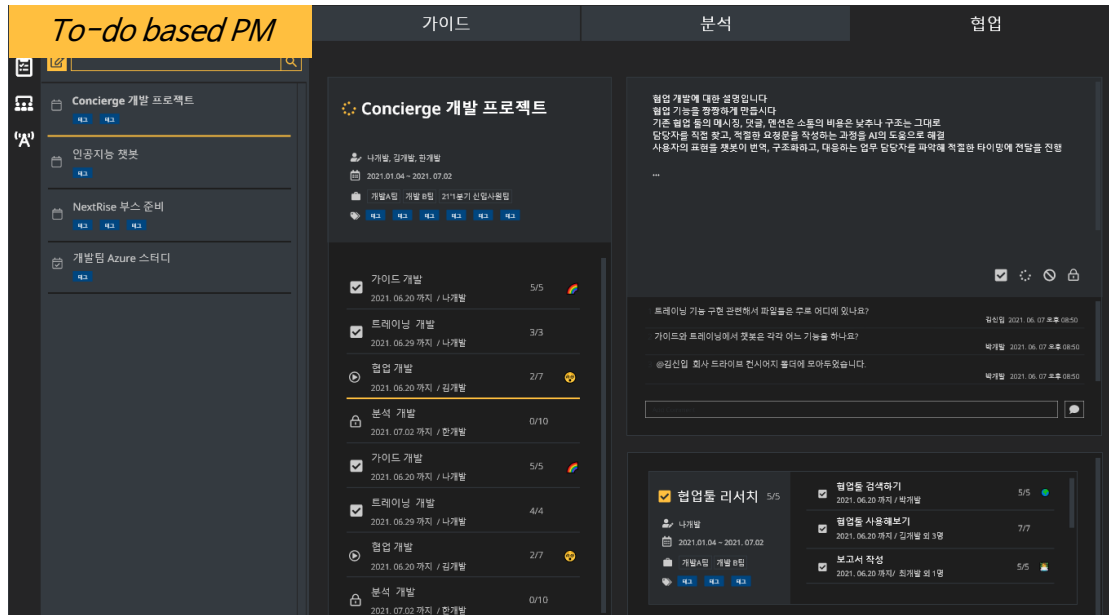 To-do based PM
가이드
분석
협업
Concierge 개발 프로젝트
태그 태그
인공지능 챗봇
태그
NextRise 부스 준비
태그 태그 태그
개발팀 Azure 스터디
태그
Concierge 개발 프로젝트
나개발, 김개발, 한개발
2021.01.04 ~ 2021. 07.02
개발A팀 개발 B팀 21'1분기 신입사원팀
태그 태그 태그 태그 태그 태그
가이드 개발
2021. 06.20 까지 / 나개발
5/5
트레이닝 개발
2021. 06.29 까지 / 나개발
3/3
협업 개발
2021. 06.20 까지 / 김개발
2/7
분석 개발
2021. 07.02 까지 / 한개발
0/10
가이드 개발
2021. 06.20 까지 / 나개발
5/5
트레이닝 개발
2021. 06.29 까지 / 나개발
4/4
협업 개발
2021. 06.20 까지 / 김개발
2/7
분석 개발
2021. 07.02 까지 / 한개발
0/10
협업 개발에 대한 설명입니다
협업 기능을 짱짱하게 만듭시다
기존 협업 툴의 메시징, 댓글, 멘션은 소통의 비용은 낮추나 구조는 그대로
담당자를 직접 찾고, 적절한 요청문을 작성하는 과정을 AI의 도움으로 해결
사용자의 표현을 챗봇이 번역, 구조화하고, 대응하는 업무 담당자를 파악해 적절한 타이밍에 전달을 진행
...
트레이닝 기능 구현 관련해서 파일들은 주로 어디에 있나요?
김신입 2021. 06. 07 오후 08:50
가이드와 트레이닝에서 챗봇은 각각 어느 기능을 하나요?
박개발 2021. 06. 07 오후 08:50
@김신입 회사 드라이브 컨시어지 폴더에 모아두었습니다.
박개발 2021. 06. 07 오후 08:50
협업툴 리서치 5/5
나개발
2021.01.04 ~ 2021. 07.02
개발A팀 개발 B팀
태그 태그 태그
협업툴 검색하기
2021. 06.20 까지 / 박개발
5/5
협업툴 사용해보기
2021. 06.20 까지 / 김개발 외 3명
7/7
보고서 작성
2021. 06.20 까지/ 최개발 외 1명
5/5